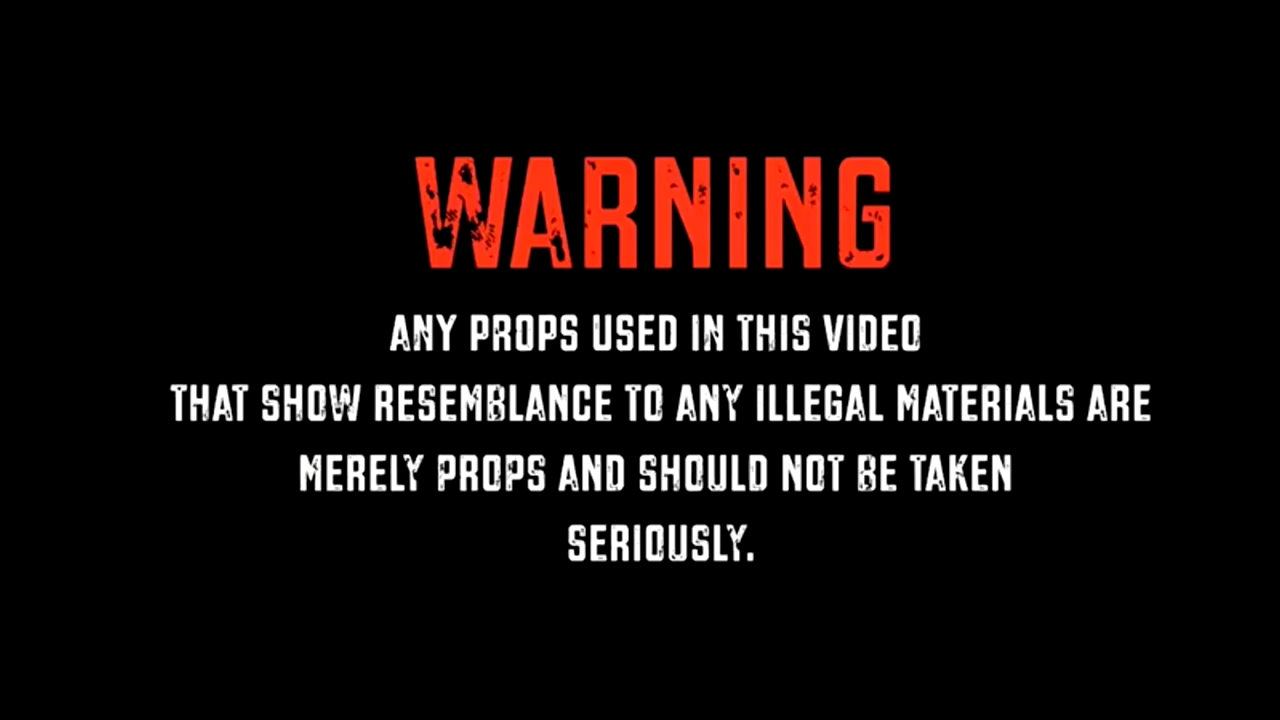 WARNING
ANY PROPS USED IN THIS VIDEO
THAT SHOW RESEMBLANCE TO ANY ILLEGAL MATERIALS ARE
MERELY PROPS AND SHOULD NOT BE TAKEN
SERIOUSLY.